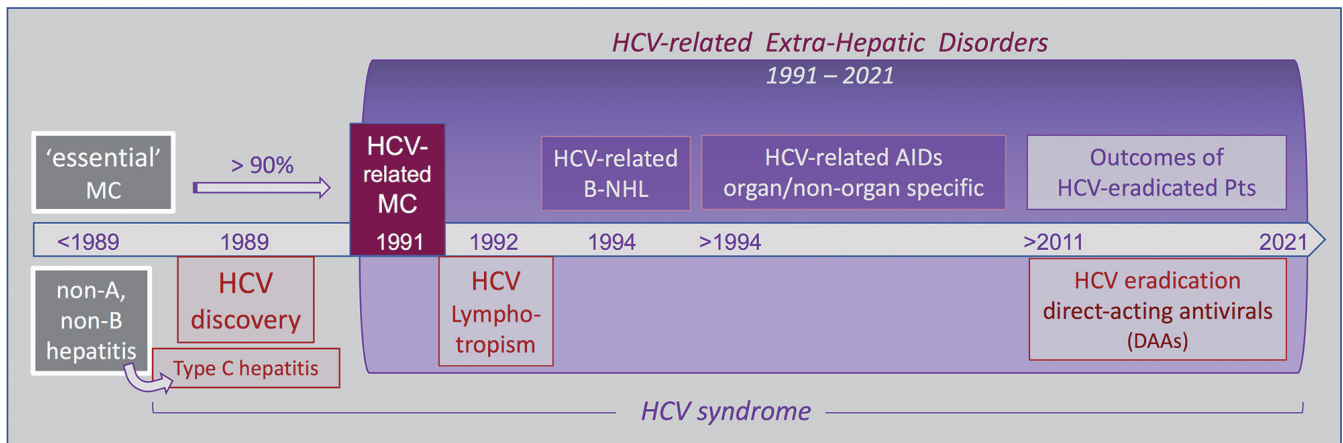 HCV-related Extra-Hepatic Disorders
1991 – 2021
‘essential’
MC
> 90%
HCV-
related
MC
1991
HCV-related
B-NHL
HCV-related AIDs
organ/non-organ specific
Outcomes of
HCV-eradicated Pts
<1989
1989
1992
1994
>1994
>2011
2021
non-A,
non-B
hepatitis
HCV
discovery
Type C hepatitis
HCV
Lympho-
tropism
HCV eradication
direct-acting antivirals
(DAAs)
HCV syndrome